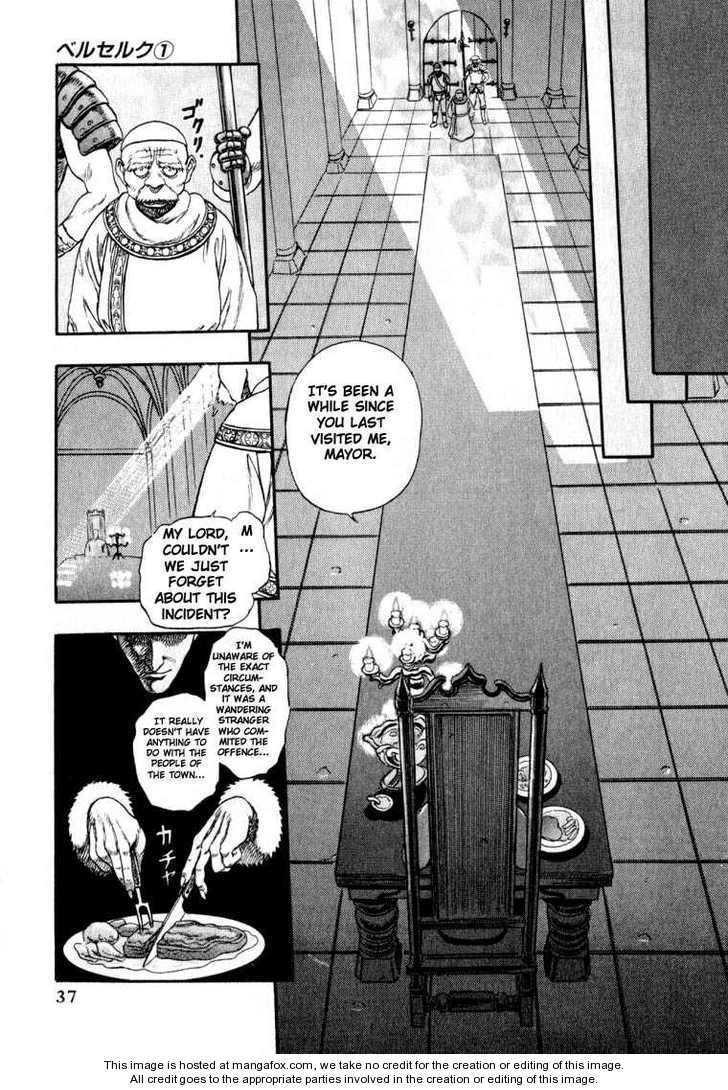 ベルセルク①
IT'S BEEN A
WHILE SINCE
YOU LAST
VISITED ME,
MAYOR.
ゴクリ・
M
...
MY LORD,
COULDN'T
WE JUST
FORGET
ABOUT THIS
INCIDENT?
I'M
UNAWARE OF
THE EXACT
CIRCUM-
STANCES, AND
IT WAS A
WANDERING
STRANGER
WHO COM-
MITED THE
OFFENCE...
IT REALLY
DOESN'T HAVE
ANYTHING TO
DO WITH THE
PEOPLE OF
THE TOWN...
カチャ
37
This image is hosted at mangafox.com, we take no credit for the creation or editing of this image.
All credit goes to the appropriate parties involved in creating or editing of this image.